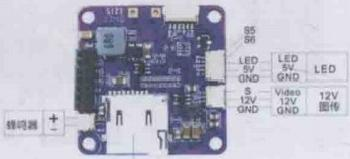 S5
S6
LED
5V
GND
LED
5V
GND
LED
S
12V
GND
Video
12V
GND
12V
图传
蜂鸣器
+
-